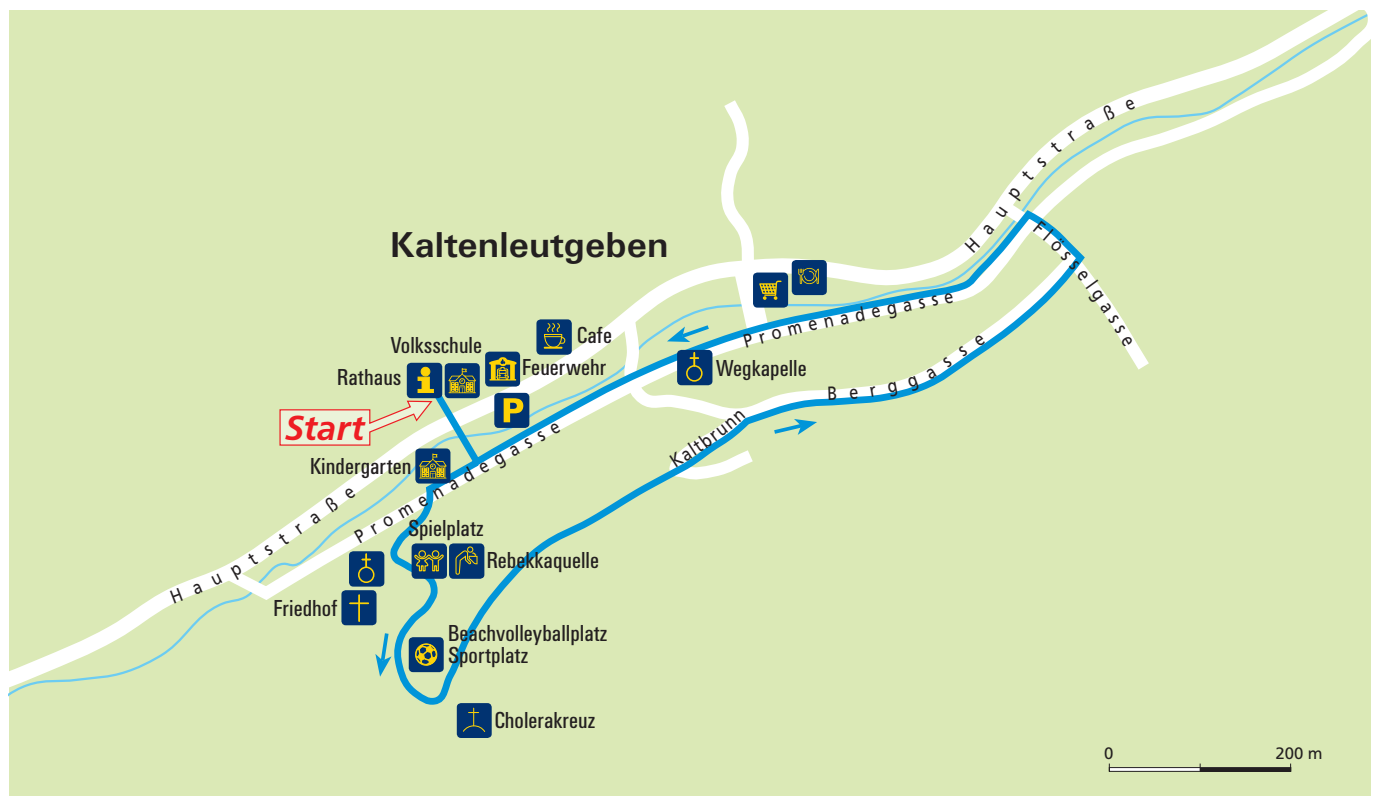 Hauptstraße
Kaltenleutgeben
Flösselgasse
Promenadegasse
Cafe
Volksschule
Feuerwehr
Wegkapelle
Rathaus
P
Berggasse
Start
Kaltbrunn
Kindergarten
Hauptstraße
Promenadegasse
Spielplatz
Rebekkaquelle
Friedhof
Beachvolleyballplatz
Sportplatz
Cholerakreuz
0 200 m